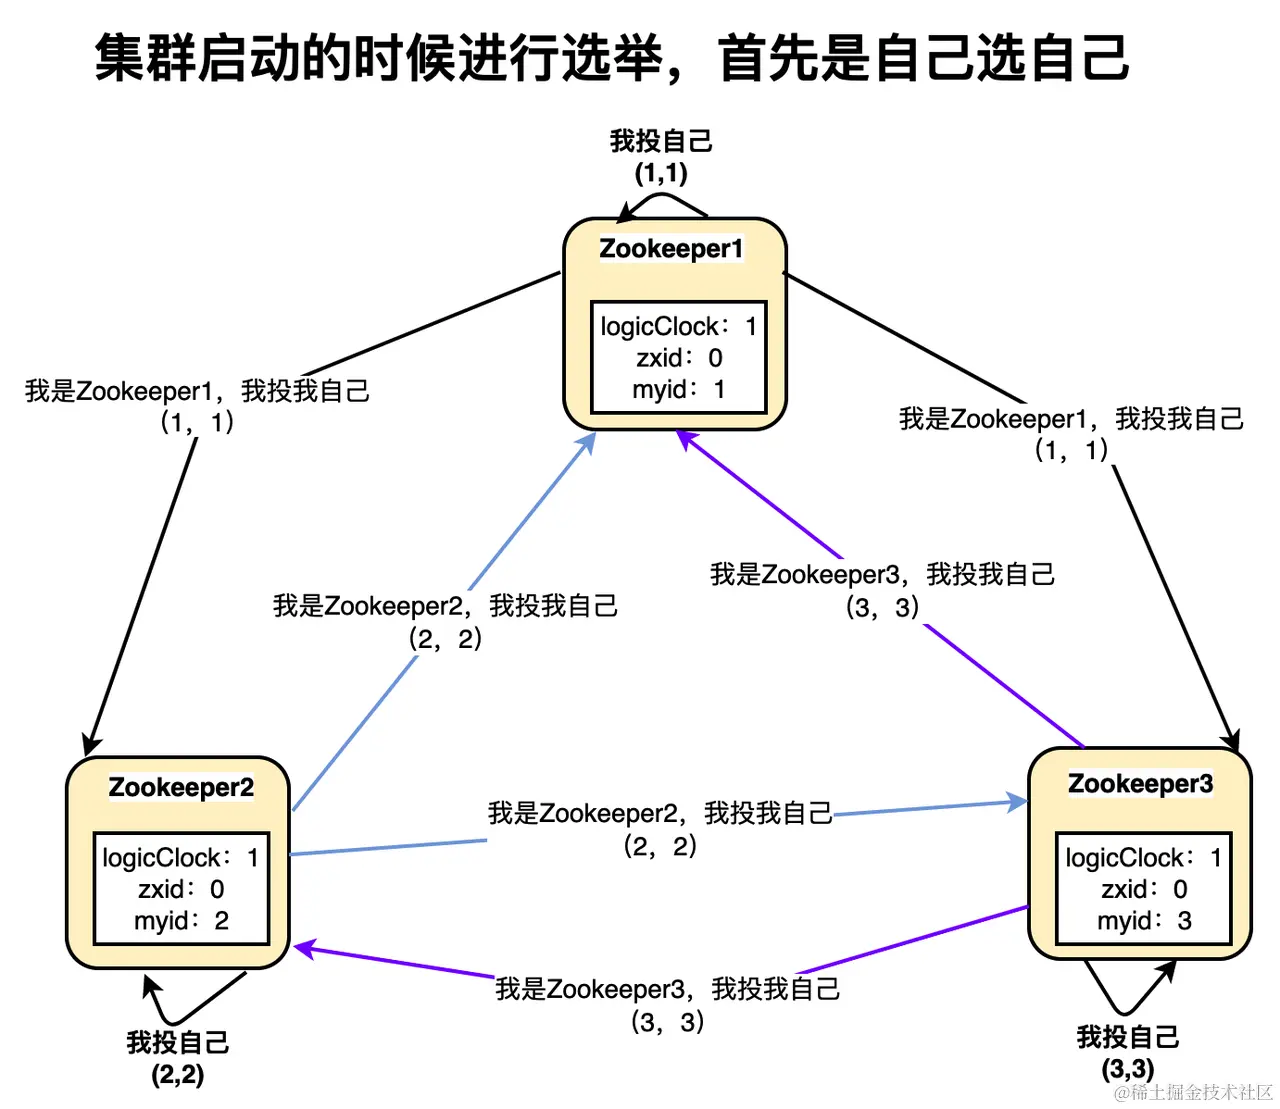 集群启动的时候进行选举，首先是自己选自己
我投自己
(1,1)
Zookeeper1
logicClock：1
zxid：0
myid：1
我是Zookeeper1，我投我自己
（1，1）
我是Zookeeper1，我投我自己
（1，1）
我是Zookeeper3，我投我自己
（3，3）
我是Zookeeper2，我投我自己
（2，2）
Zookeeper2
logicClock：1
zxid：0
myid：2
我是Zookeeper2，我投我自己
（2，2）
Zookeeper3
logicClock：1
zxid：0
myid：3
我是Zookeeper3，我投我自己
（3，3）
我投自己
(2,2)
我投自己
(3,3)
@稀土掘金技术社区